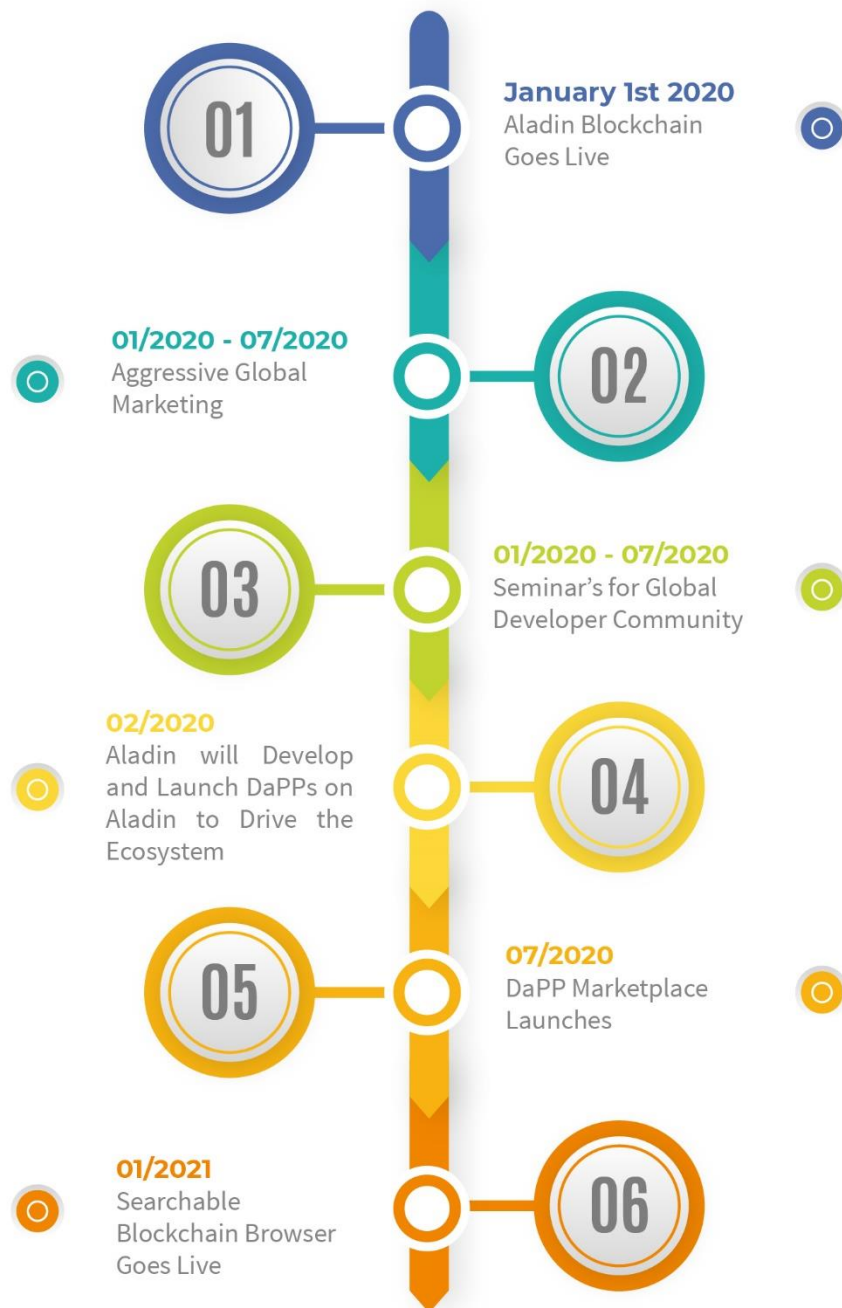 01
January 1st 2020
Aladin Blockchain
Goes Live
01/2020 - 07/2020
Aggressive Global
Marketing
02
03
01/2020 - 07/2020
Seminar’s for Global
Developer Community
02/2020
Aladin will Develop
and Launch DaPPs on
Aladin to Drive the
Ecosystem
04
05
07/2020
DaPP Marketplace
Launches
01/2021
Searchable
Blockchain Browser
Goes Live
06